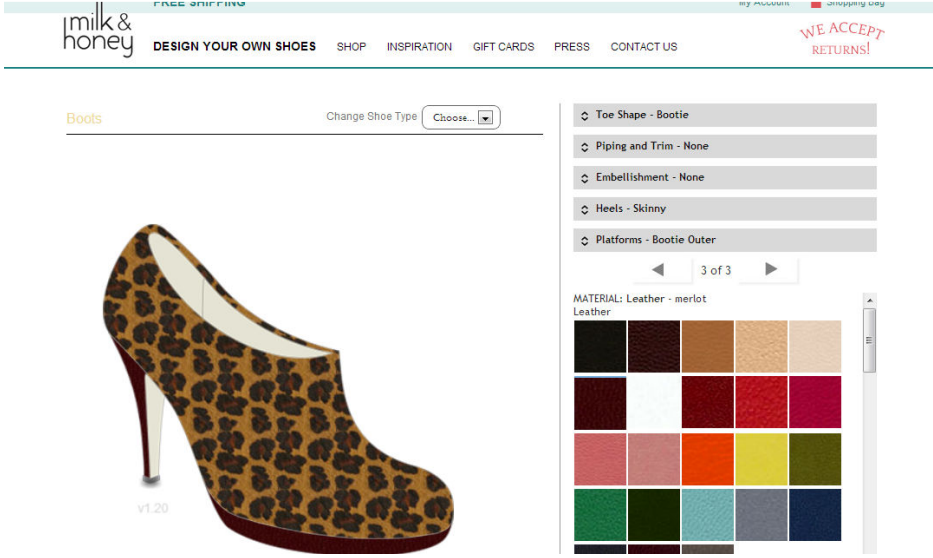 FREE SHIPPING
My Account
Shopping Bag
milk &
honey
DESIGN YOUR OWN SHOES
SHOP
INSPIRATION
GIFT CARDS
PRESS
CONTACT US
WE ACCEPT
RETURNS!
Boots
Change Shoe Type
Choose...
Toe Shape - Bootie
Piping and Trim - None
Embellishment - None
Heels - Skinny
Platforms - Bootie Outer
3 of 3
MATERIAL: Leather - merlot
Leather
v1.20